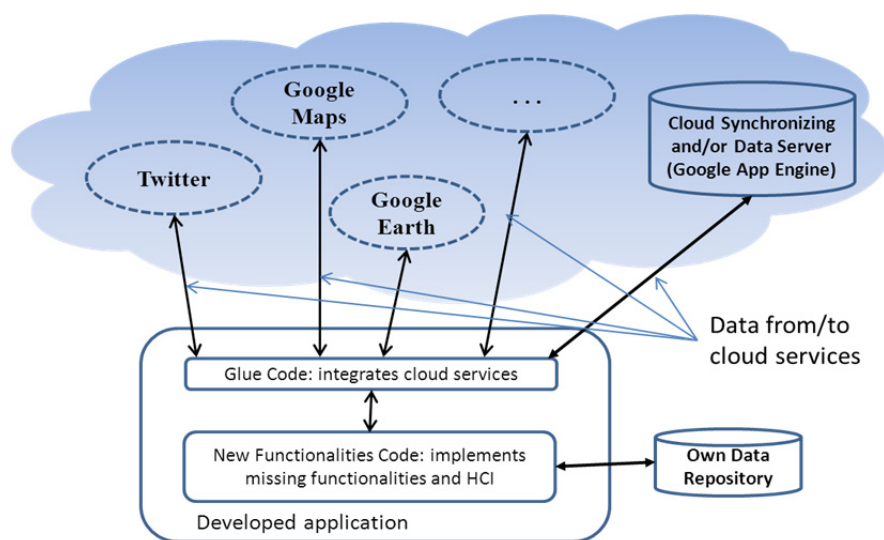 Google
Maps
. . .
Cloud Synchronizing
and/or Data Server
(Google App Engine)
Twitter
Google
Earth
Data from/to
cloud services
Glue Code: integrates cloud services
New Functionalities Code: implements
missing functionalities and HCI
Own Data
Repository
Developed application